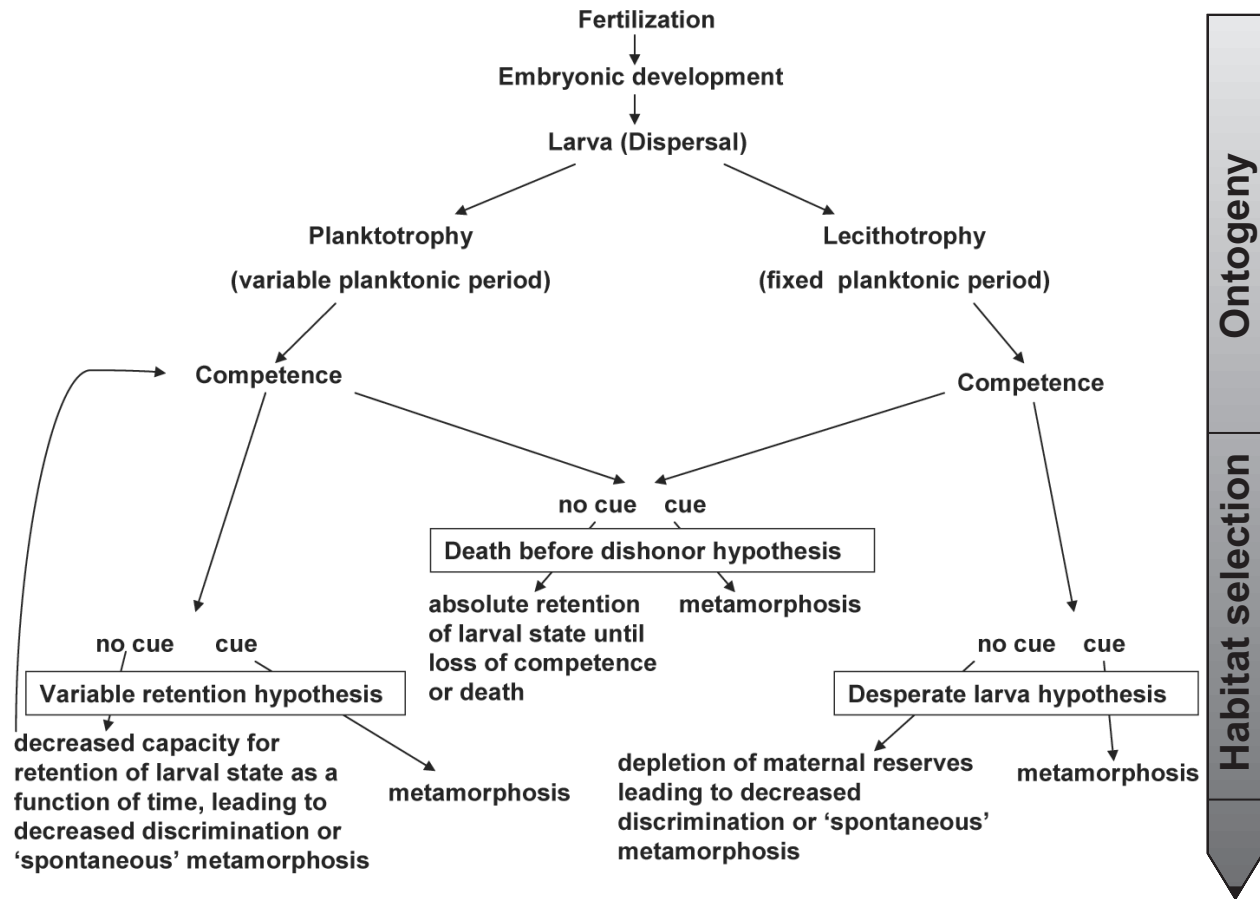 Fertilization
Embryonic development
Larva (Dispersal)
Planktotrophy
(variable planktonic period)
Lecithotrophy
(fixed planktonic period)
Competence
Competence
no cue cue
Death before dishonor hypothesis
absolute retention
of larval state until
loss of competence
or death
metamorphosis
no cue cue
Variable retention hypothesis
decreased capacity for
retention of larval state as a
function of time, leading to
decreased discrimination or
‘spontaneous’ metamorphosis
metamorphosis
no cue cue
Desperate larva hypothesis
depletion of maternal reserves
leading to decreased
discrimination or ‘spontaneous’
metamorphosis
metamorphosis
Ontogeny
Habitat selection